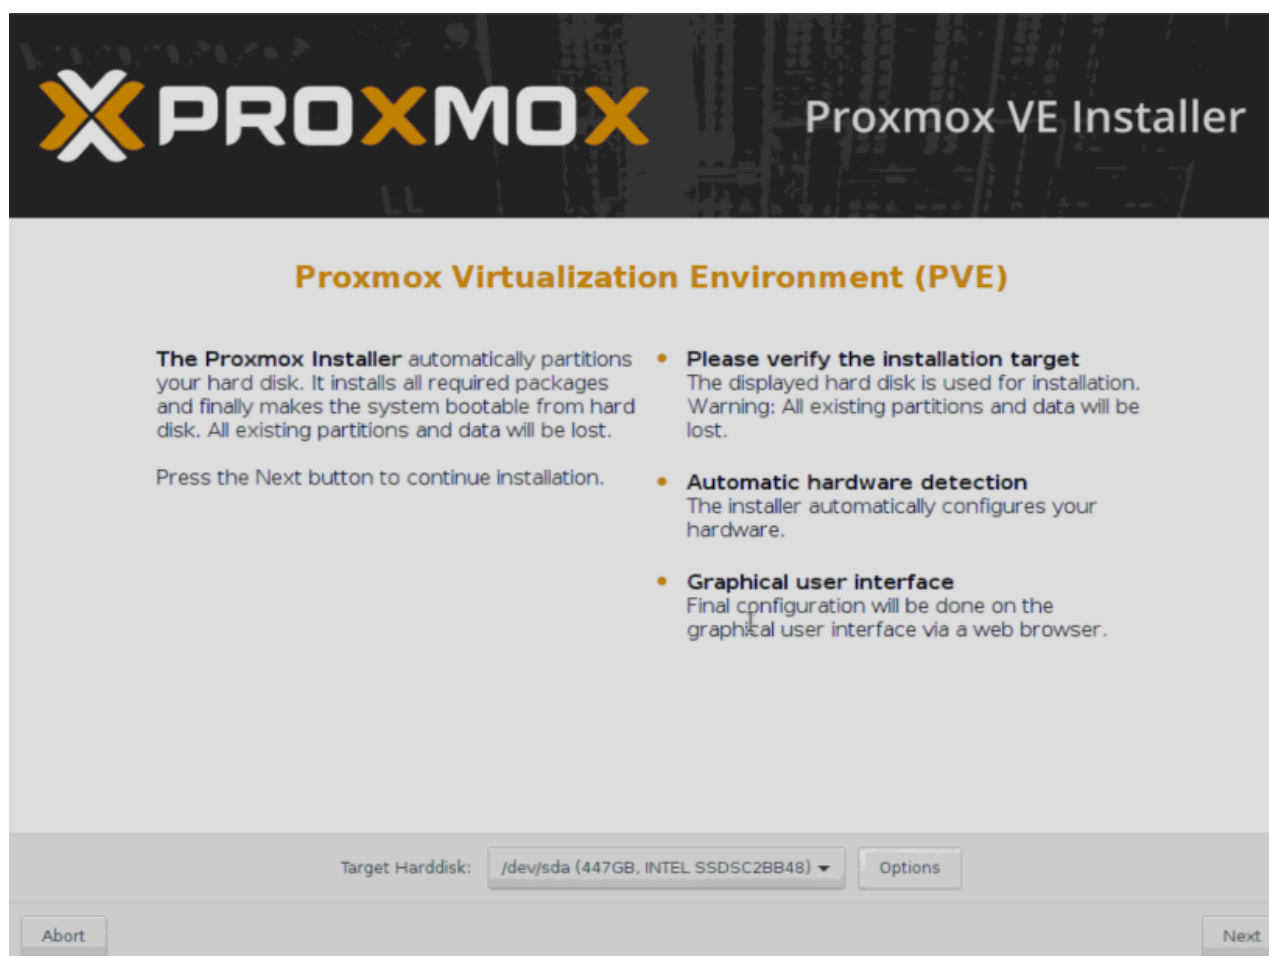 PROXMOX
Proxmox VE Installer
Proxmox Virtualization Environment (PVE)
The Proxmox Installer automatically partitions
your hard disk. It installs all required packages
and finally makes the system bootable from hard
disk. All existing partitions and data will be lost.
Press the Next button to continue installation.
Please verify the installation target
The displayed hard disk is used for installation.
Warning: All existing partitions and data will be
lost.
Automatic hardware detection
The installer automatically configures your
hardware.
Graphical user interface
Final configuration will be done on the
graphical user interface via a web browser.
Target Harddisk: /dev/sda (447GB, INTEL SSDSC2BB48) Options
Abort Next